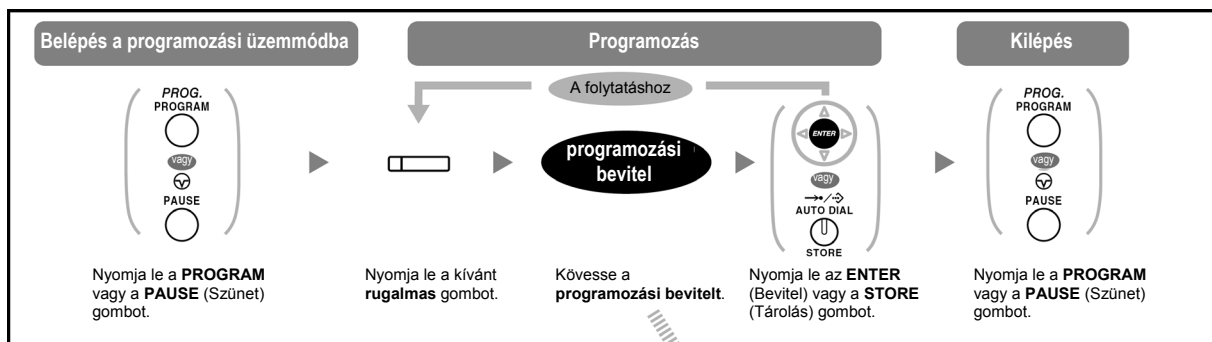 Belépés a programozási üzemmódba
Programozás
Kilépés
A folytatáshoz
PROG.
PROGRAM
vagy
PAUSE
programozási
bevitel
ENTER
vagy
AUTO DIAL
STORE
PROG.
PROGRAM
vagy
PAUSE
Nyomja le a PROGRAM
vagy a PAUSE (Szünet)
gombot.
Nyomja le a kívánt
rugalmas gombot.
Kövesse a
programozási bevitelt.
Nyomja le az ENTER
(Bevitel) vagy a STORE
(Tárolás) gombot.
Nyomja le a PROGRAM
vagy a PAUSE (Szünet)
gombot.